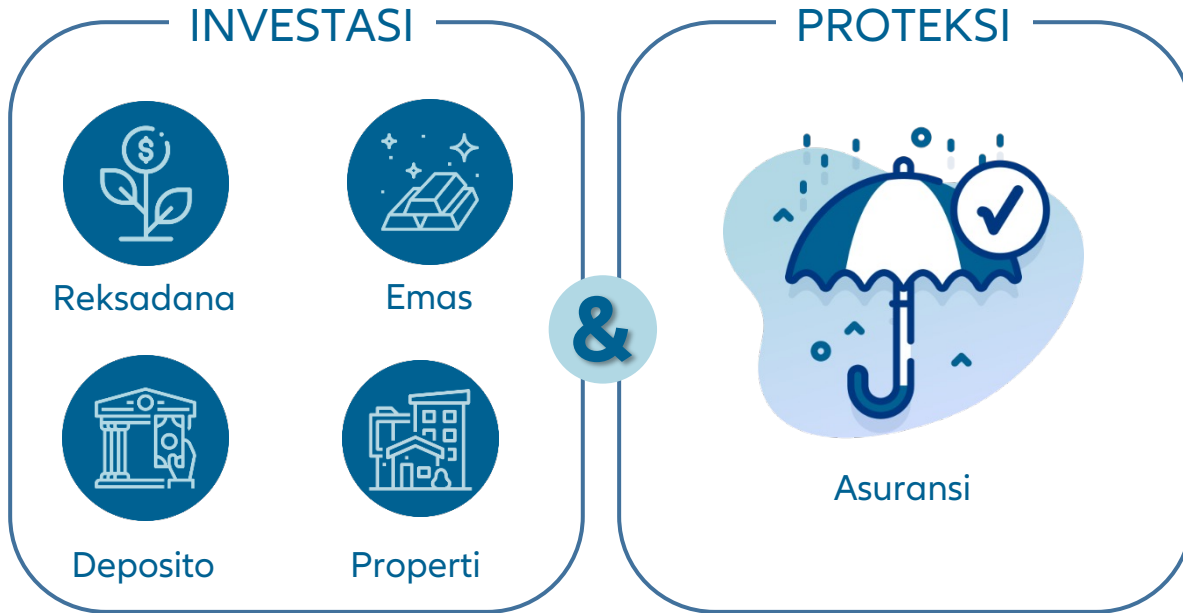 INVESTASI
Reksadana
Emas
Deposito
Properti
&
PROTEKSI
Asuransi